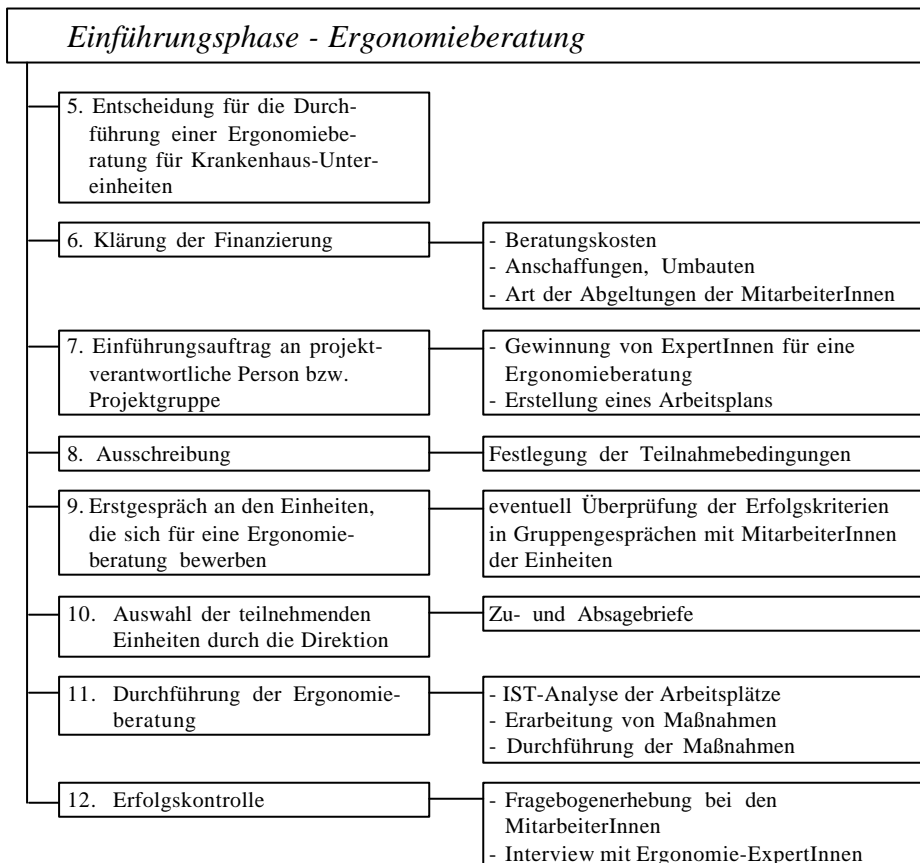 Einführungsphase - Ergonomieberatung
5. Entscheidung für die Durch-
führung einer Ergonomiebe-
ratung für Krankenhaus-Unter-
einheiten
6. Klärung der Finanzierung
- Beratungskosten
- Anschaffungen, Umbauten
- Art der Abgeltungen der MitarbeiterInnen
7. Einführungsauftrag an projekt-
verantwortliche Person bzw.
Projektgruppe
- Gewinnung von ExpertInnen für eine
Ergonomieberatung
- Erstellung eines Arbeitsplans
8. Ausschreibung
Festlegung der Teilnahmebedingungen
9. Erstgespräch an den Einheiten,
die sich für eine Ergonomie-
beratung bewerben
eventuell Überprüfung der Erfolgskriterien
in Gruppengesprächen mit MitarbeiterInnen
der Einheiten
10. Auswahl der teilnehmenden
Einheiten durch die Direktion
Zu- und Absagebriefe
11. Durchführung der Ergonomie-
beratung
- IST-Analyse der Arbeitsplätze
- Erarbeitung von Maßnahmen
- Durchführung der Maßnahmen
12. Erfolgskontrolle
- Fragebogenerhebung bei den
MitarbeiterInnen
- Interview mit Ergonomie-ExpertInnen